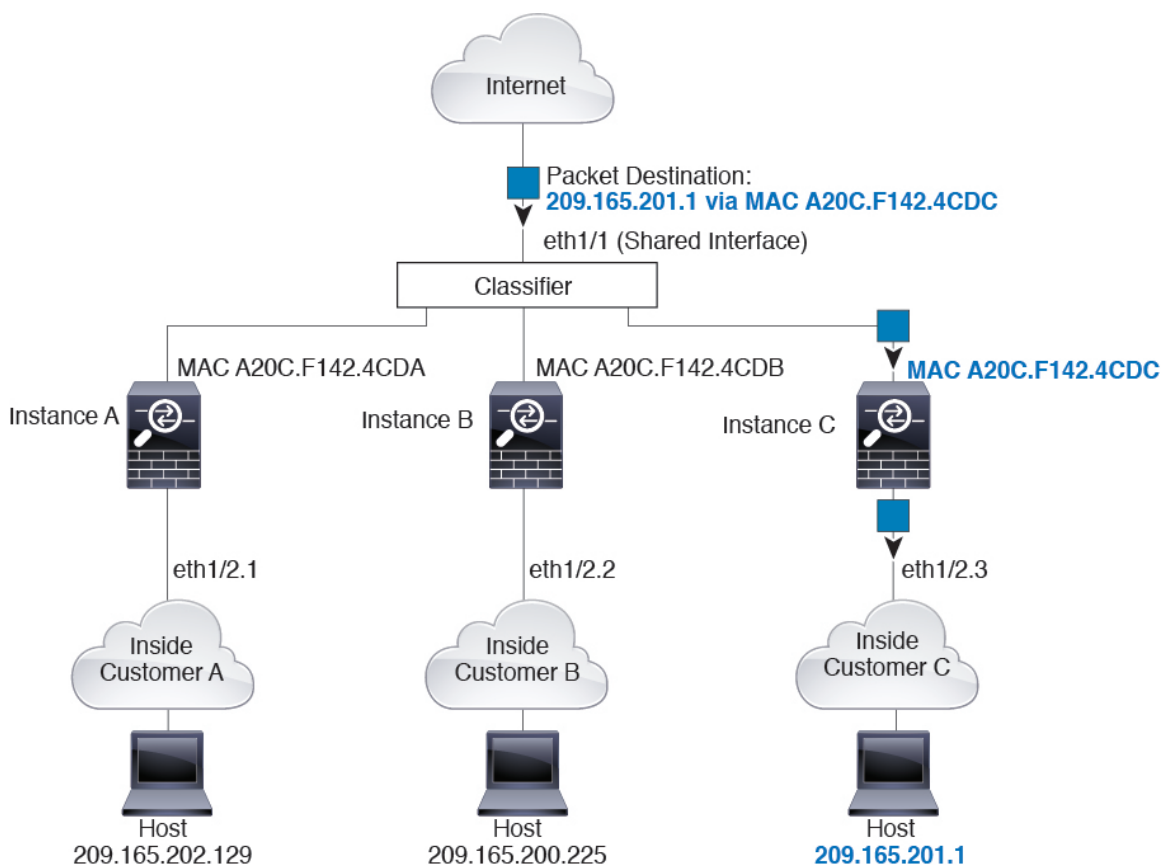 Internet
Packet Destination:
209.165.201.1 via MAC A20C.F142.4CDC
eth1/1 (Shared Interface)
Classifier
MAC A20C.F142.4CDA
MAC A20C.F142.4CDB
MAC A20C.F142.4CDC
Instance A
Instance B
Instance C
eth1/2.1
eth1/2.2
eth1/2.3
Inside
Customer A
Inside
Customer B
Inside
Customer C
Host
209.165.202.129
Host
209.165.200.225
Host
209.165.201.1